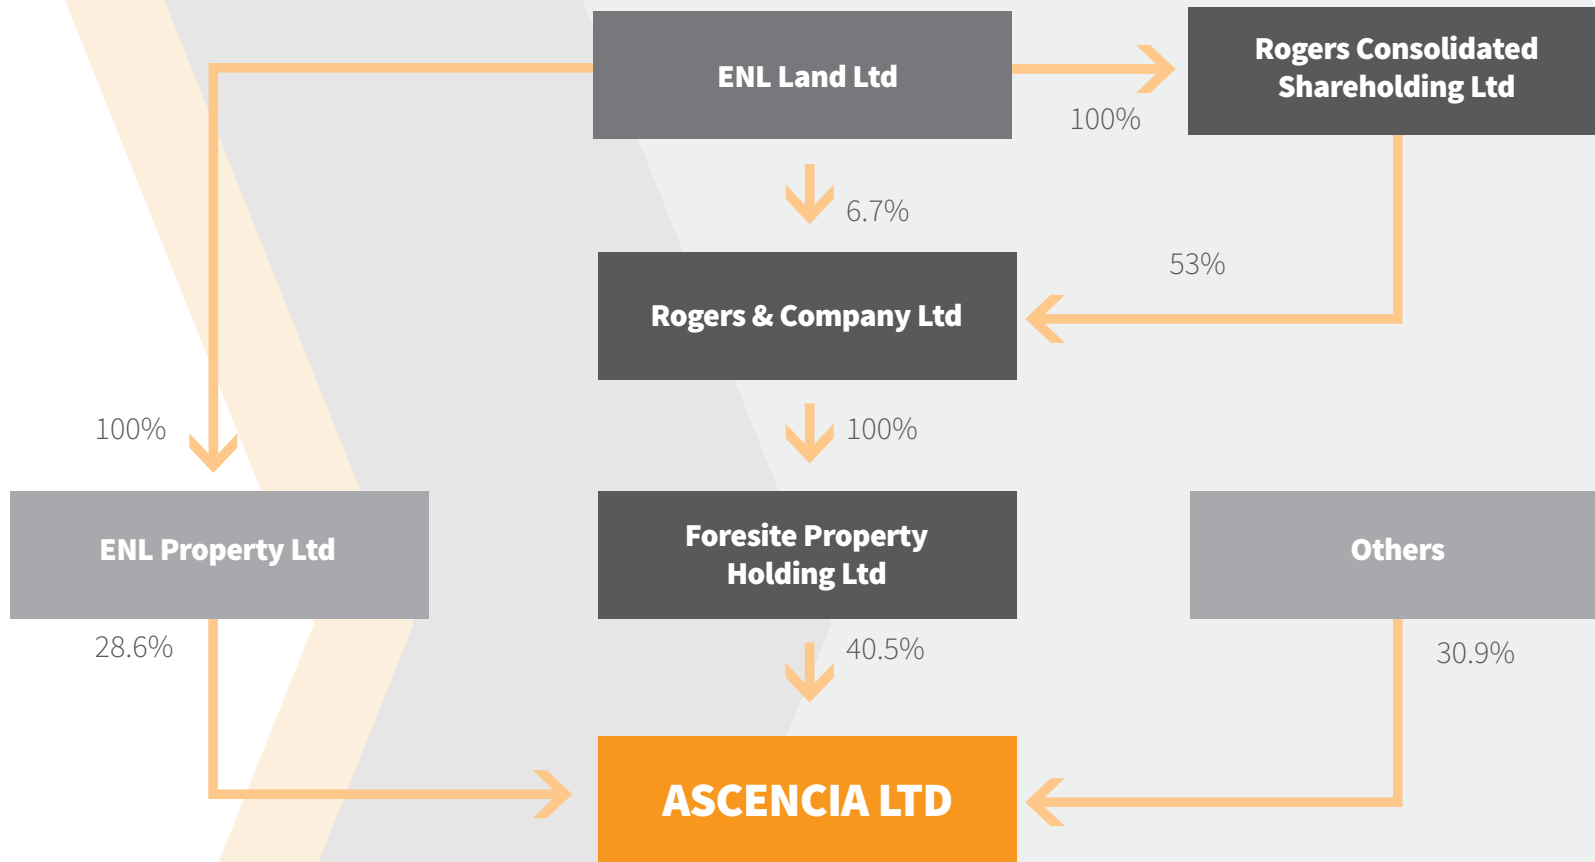 ENL Land Ltd
Rogers Consolidated
Shareholding Ltd
100%
6.7%
53%
Rogers & Company Ltd
100%
100%
ENL Property Ltd
Foresite Property
Holding Ltd
Others
28.6%
40.5%
30.9%
ASCENCIA LTD